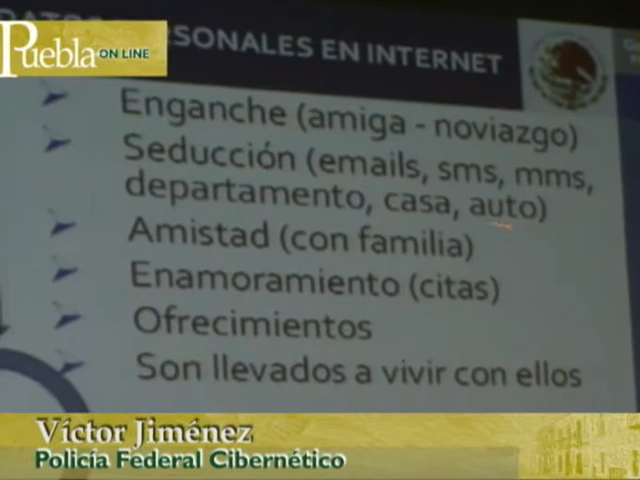 Puebla ON LINE
PERSONALES EN INTERNET
Enganche (amiga - noviazgo)
Seducción (emails, sms, mms,
departamento, casa, auto)
Amistad (con familia)
Enamoramiento (citas)
Ofrecimientos
Son llevados a vivir con ellos
Víctor Jiménez
Policía Federal Cibernético